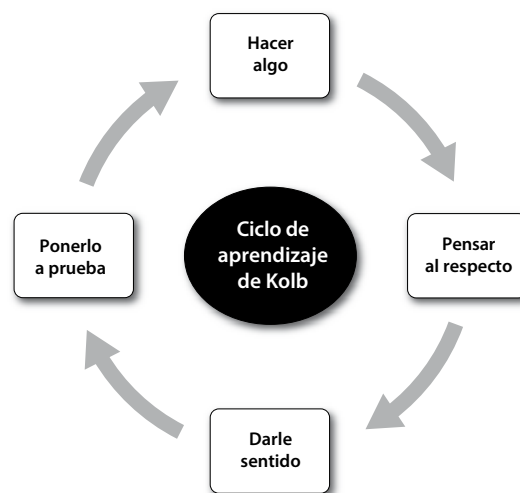 Hacer
algo
Pensar
al respecto
Darle
sentido
Ponerlo
a prueba
Ciclo de
aprendizaje
de Kolb